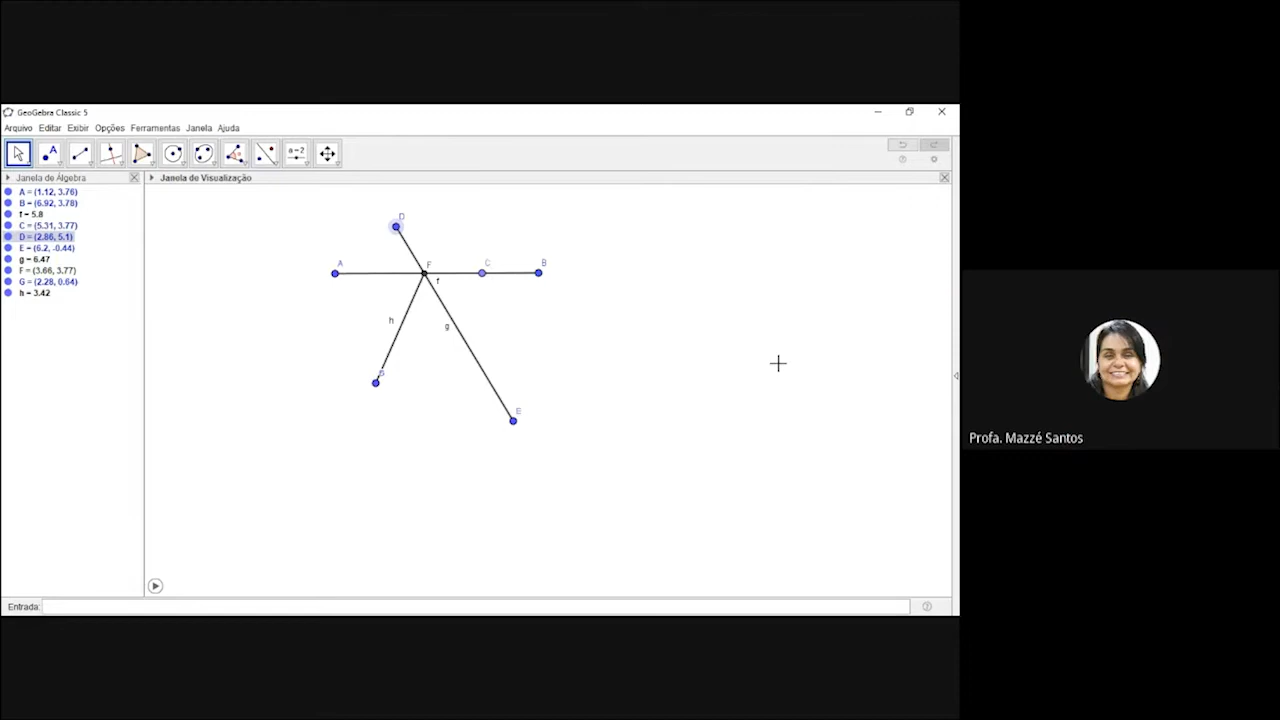 GeoGebra Classic 5
Arquivo Editar Exibir Opções Ferramentas Janela Ajuda
A
a=2
Janela de Álgebra
Janela de Visualização
A = (1.12, 3.76)
B = (6.92, 3.78)
f = 5.8
C = (5.31, 3.77)
D = (2.86, 5.1)
E = (6.2, -0.44)
g = 6.47
F = (3.66, 3.77)
G = (2.28, 0.64)
h = 3.42
D
A
F
C
B
f
h
g
G
E
Entrada:
Profa. Mazzé Santos